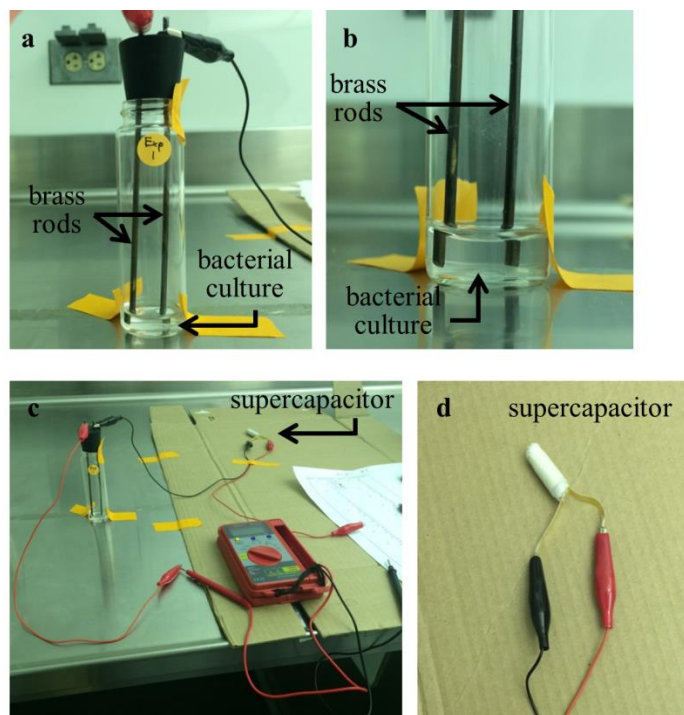 a
Exp
1
brass
rods
bacterial
culture
b
brass
rods
bacterial
culture
c
supercapacitor
d
supercapacitor